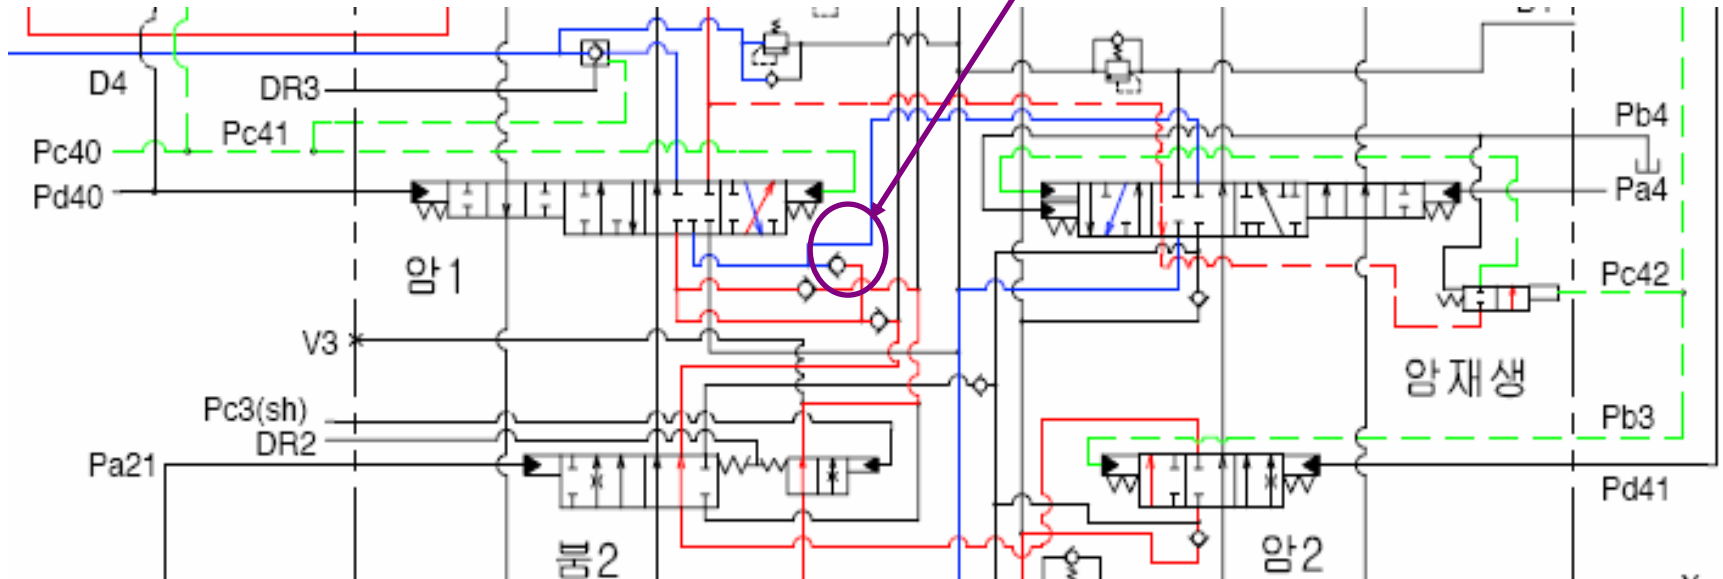 D4
DR3
Pc41
Pc40
Pd40
암1
V3
Pc3(sh)
DR2
Pa21
붐2
Pb4
Pa4
Pc42
암재생
Pb3
Pd41
암2